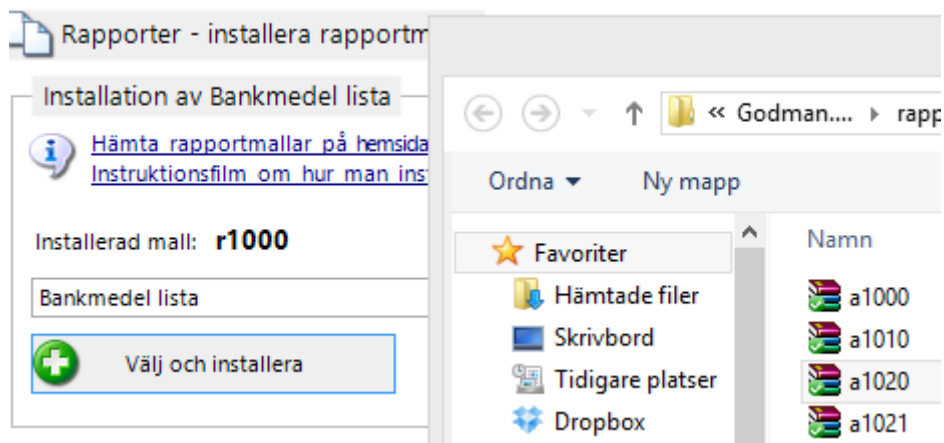 Rapporter - installera rapportm
Installation av Bankmedel lista
Hämta rapportmallar på hemsida
Instruktionsfilm om hur man ins
Installerad mall: r1000
Bankmedel lista
Välj och installera
« Godman.... rapp
Ordna Ny mapp
Favoriter
Hämtade filer
Skrivbord
Tidigare platser
Dropbox
Namn
a1000
a1010
a1020
a1021